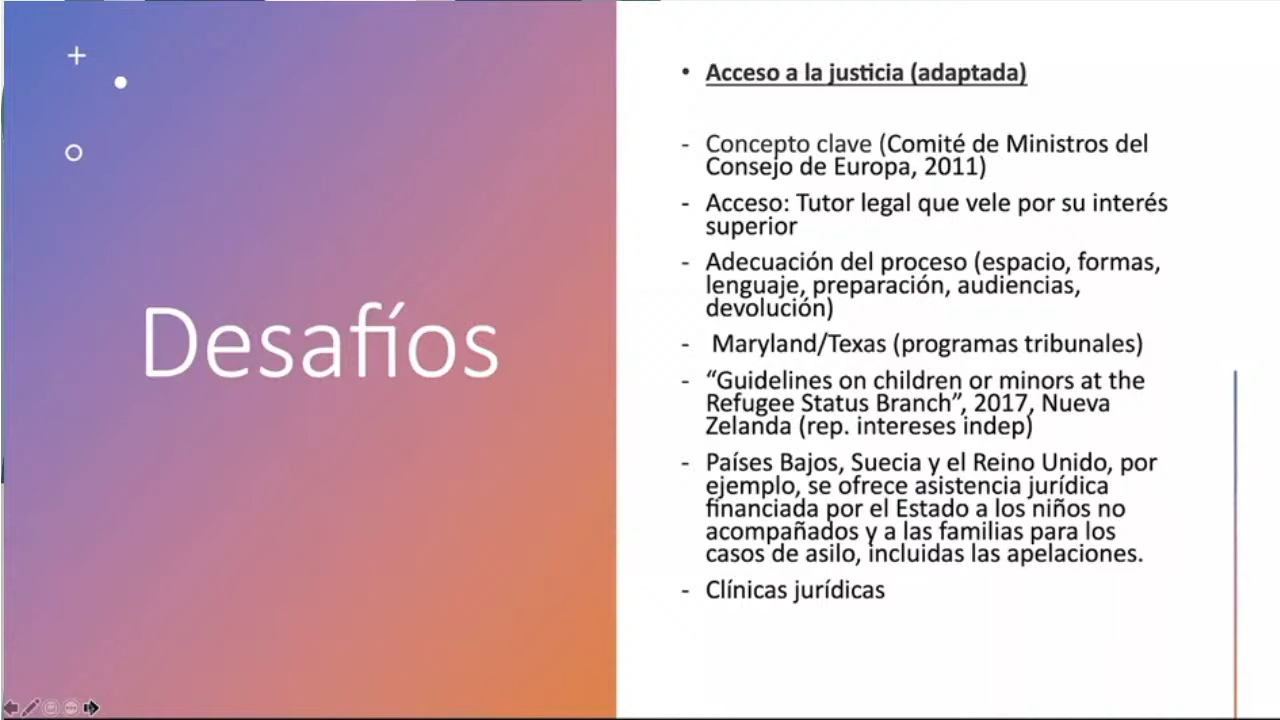 Desafíos
• Acceso a la justicia (adaptada)
- Concepto clave (Comité de Ministros del
Consejo de Europa, 2011)
- Acceso: Tutor legal que vele por su interés
superior
- Adecuación del proceso (espacio, formas,
lenguaje, preparación, audiencias,
devolución)
- Maryland/Texas (programas tribunales)
- “Guidelines on children or minors at the
Refugee Status Branch”, 2017, Nueva
Zelanda (rep. intereses indep)
- Países Bajos, Suecia y el Reino Unido, por
ejemplo, se ofrece asistencia jurídica
financiada por el Estado a los niños no
acompañados y a las familias para los
casos de asilo, incluidas las apelaciones.
- Clínicas jurídicas